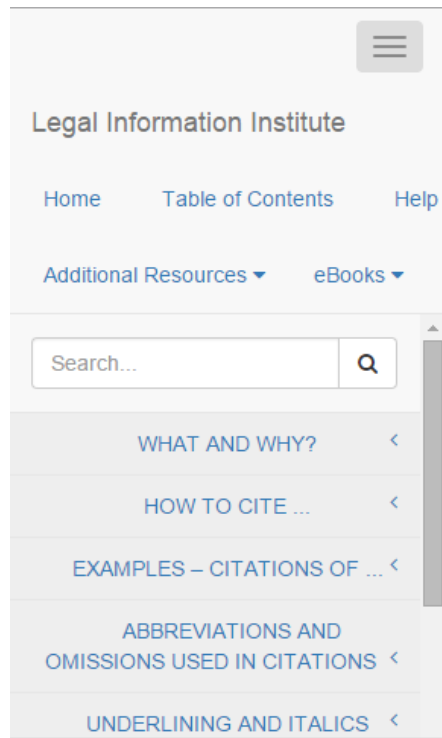 Legal Information Institute
Home Table of Contents Help
Additional Resources eBooks
Search...
WHAT AND WHY?
HOW TO CITE ...
EXAMPLES – CITATIONS OF ...
ABBREVIATIONS AND
OMISSIONS USED IN CITATIONS
UNDERLINING AND ITALICS